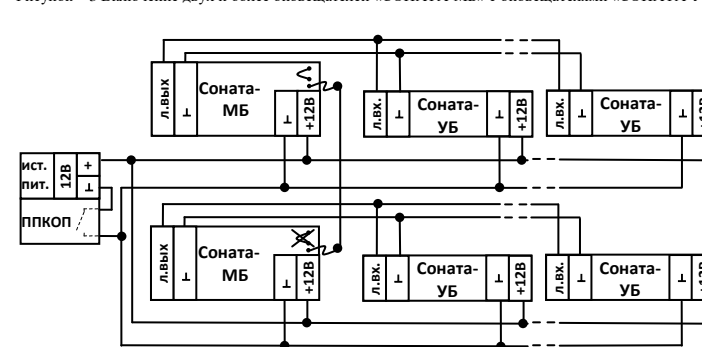 л.вых
⊥
Соната-
МБ
⊥
+12В
л.вх.
⊥
Соната-
УБ
⊥
+12В
л.вх.
⊥
Соната-
УБ
⊥
ист.
пит.
12В
+
⊥
ППКОП
л.вых
⊥
Соната-
МБ
⊥
+12В
л.вх.
⊥
Соната-
УБ
⊥
+12В
л.вх.
⊥
Соната-
УБ
⊥